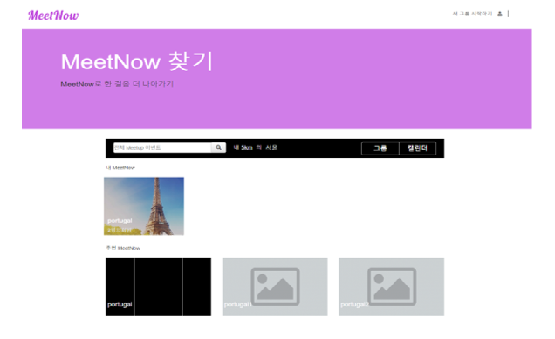 MeetNow
새 그룹 시작하기
MeetNow 찾기
MeetNow로 한 걸음 더 나아가기
전체 Meetup 이벤트
내 5km 의 서울
그룹
캘린더
내 MeetNow
portugal
추천 MeetNow
portugal
portugal
portugal